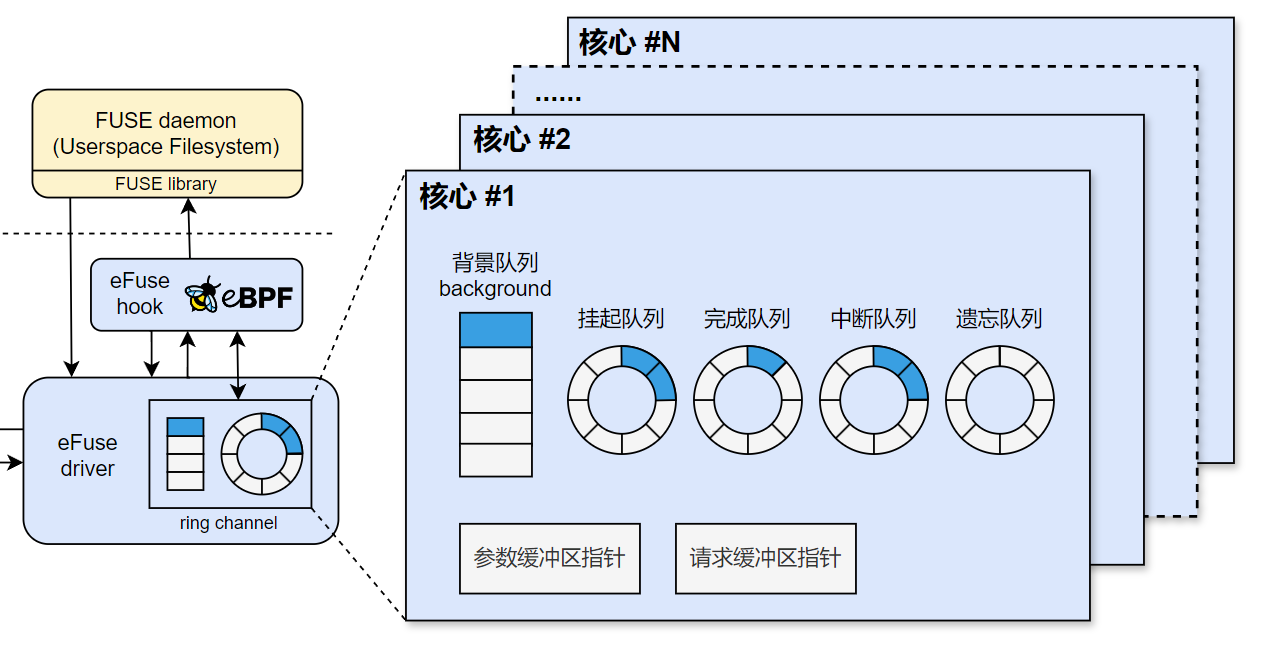 核心 #N
......
核心 #2
核心 #1
FUSE daemon
(Userspace Filesystem)
FUSE library
eFuse
hook
eBPF
eFuse
driver
ring channel
背景队列
background
挂起队列
完成队列
中断队列
遗忘队列
参数缓冲区指针
请求缓冲区指针